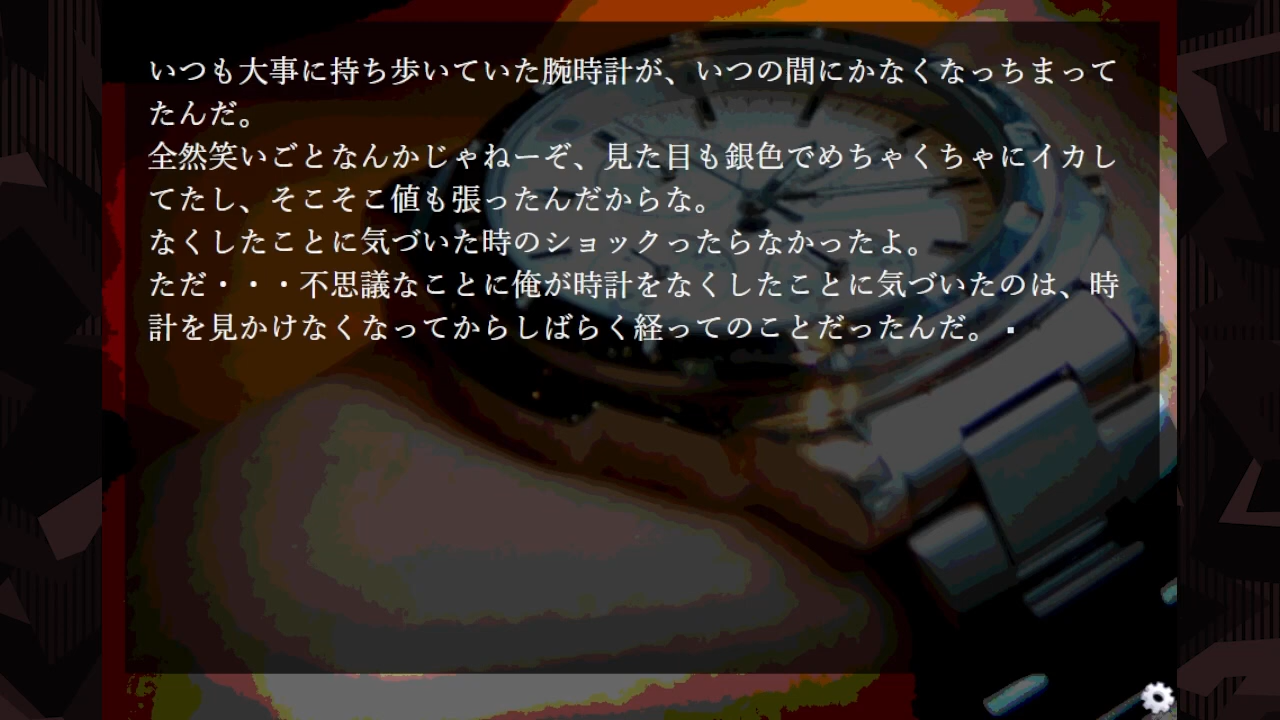 いつも大事に持ち歩いていた腕時計が、いつの間にかなくなっちまって
たんだ。
全然笑いごとなんかじゃねーぞ、見た目も銀色でめちゃくちゃにイカし
てたし、そこそこ値も張ったんだからな。
なくしたことに気づいた時のショックったらなかったよ。
ただ・・・不思議なことに俺が時計をなくしたことに気づいたのは、時
計を見かけなくなってからしばらく経ってのことだったんだ。